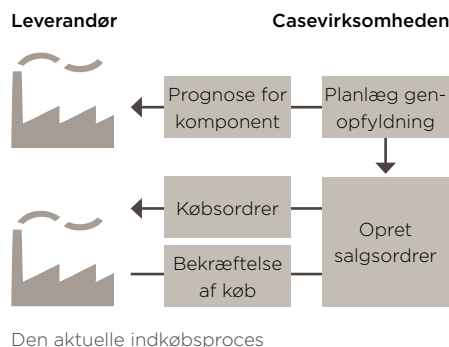 Leverandør
Casevirksomheden
Prognose for
komponent
Planlæg gen-
opfyldning
Købsordrer
Opret
salgsordrer
Bekræftelse
af køb
Den aktuelle indkøbsproces